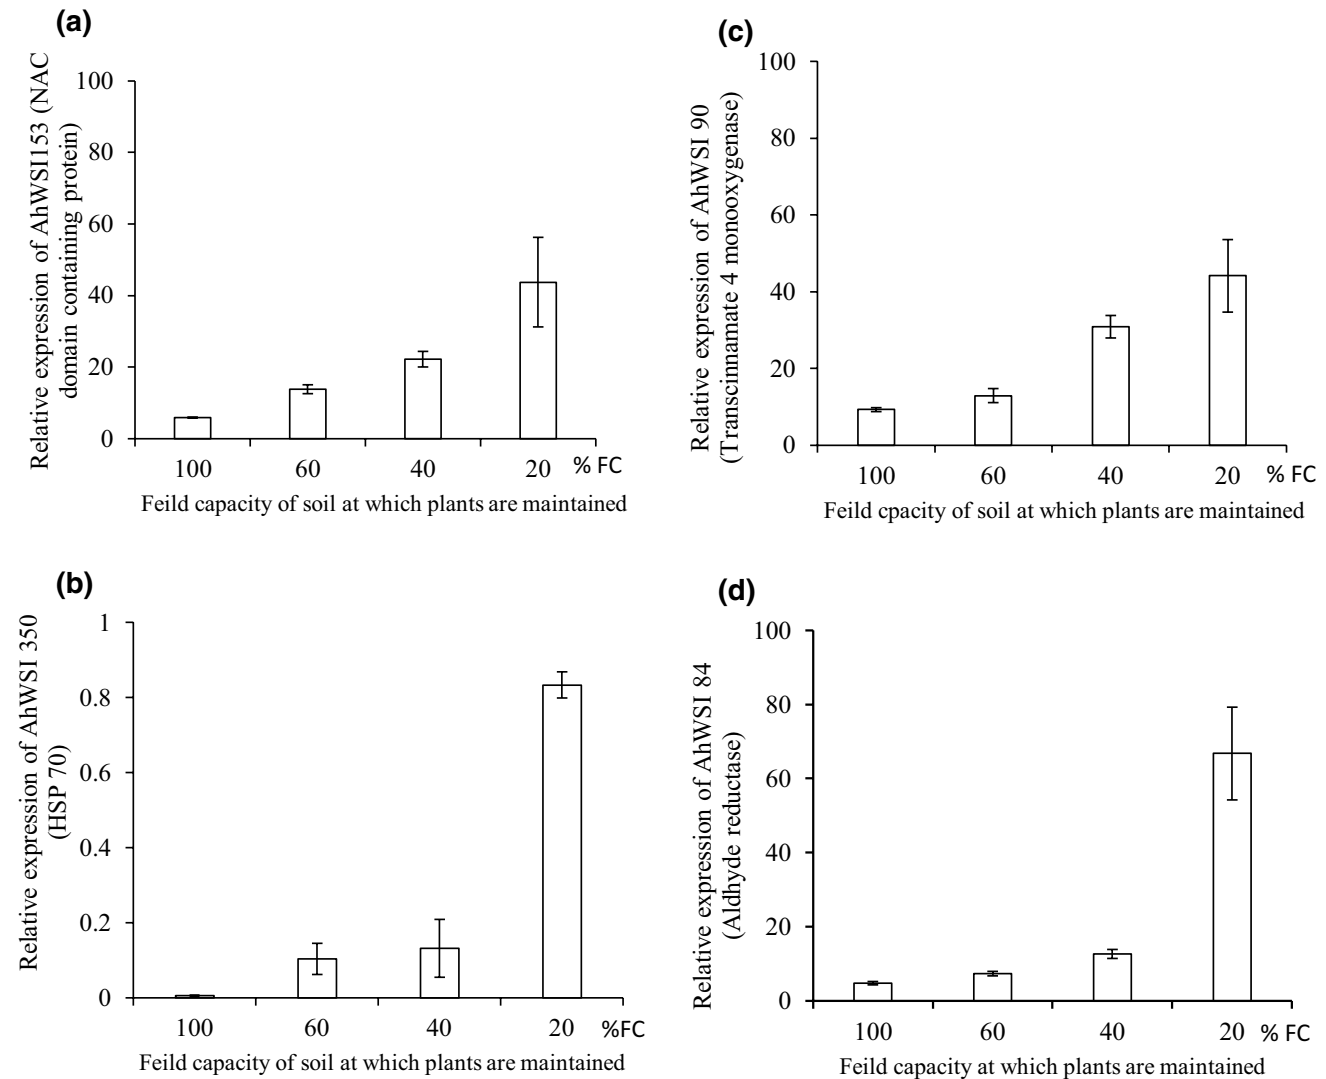 (a)
Relative expression of AhWSI153 (NAC
domain containing protein)
100
80
60
40
20
0
100 60 40 20 % FC
Feild capacity of soil at which plants are maintained
(c)
Relative expression of AhWSI 90
(Transcinnamate 4 monooxygenase)
100
80
60
40
20
0
100 60 40 20 % FC
Feild cpacity of soil at which plants are maintained
(b)
Relative expression of AhWSI 350
(HSP 70)
1
0.8
0.6
0.4
0.2
0
100 60 40 20 %FC
Feild capacity of soil at which plants are maintained
(d)
Relative expression of AhWSI 84
(Aldhyde reductase)
100
80
60
40
20
0
100 60 40 20 % FC
Feild capacity at which plants are maintained